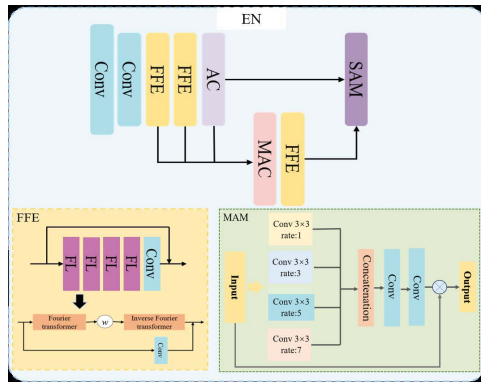 EN
Conv
Conv
FFE
FFE
AC
SAM
MAC
FFE
FFE
FL
FL
FL
FL
Conv
Fourier
transformer
w
Inverse Fourier
transformer
Conv
MAM
Input
Conv 3×3
rate:1
Conv 3×3
rate:3
Conv 3×3
rate:5
Conv 3×3
rate:7
Concatenation
Conv
Conv
Output